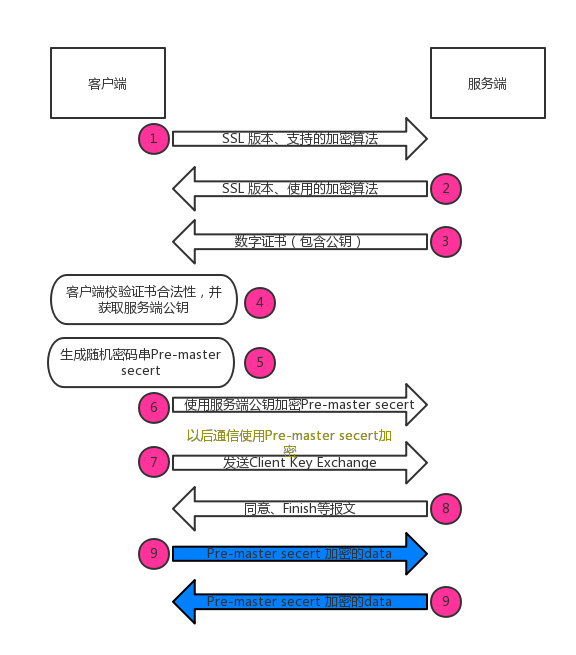 客户端
服务端
1
SSL 版本、支持的加密算法
SSL 版本、使用的加密算法
2
数字证书（包含公钥）
3
客户端校验证书合法性，并
获取服务端公钥
4
生成随机密码串Pre-master
secert
5
6
使用服务端公钥加密Pre-master secert
以后通信使用Pre-master secert加
密
7
发送Client Key Exchange
同意、Finish等报文
8
9
Pre-master secert 加密的data
Pre-master secert 加密的data
9